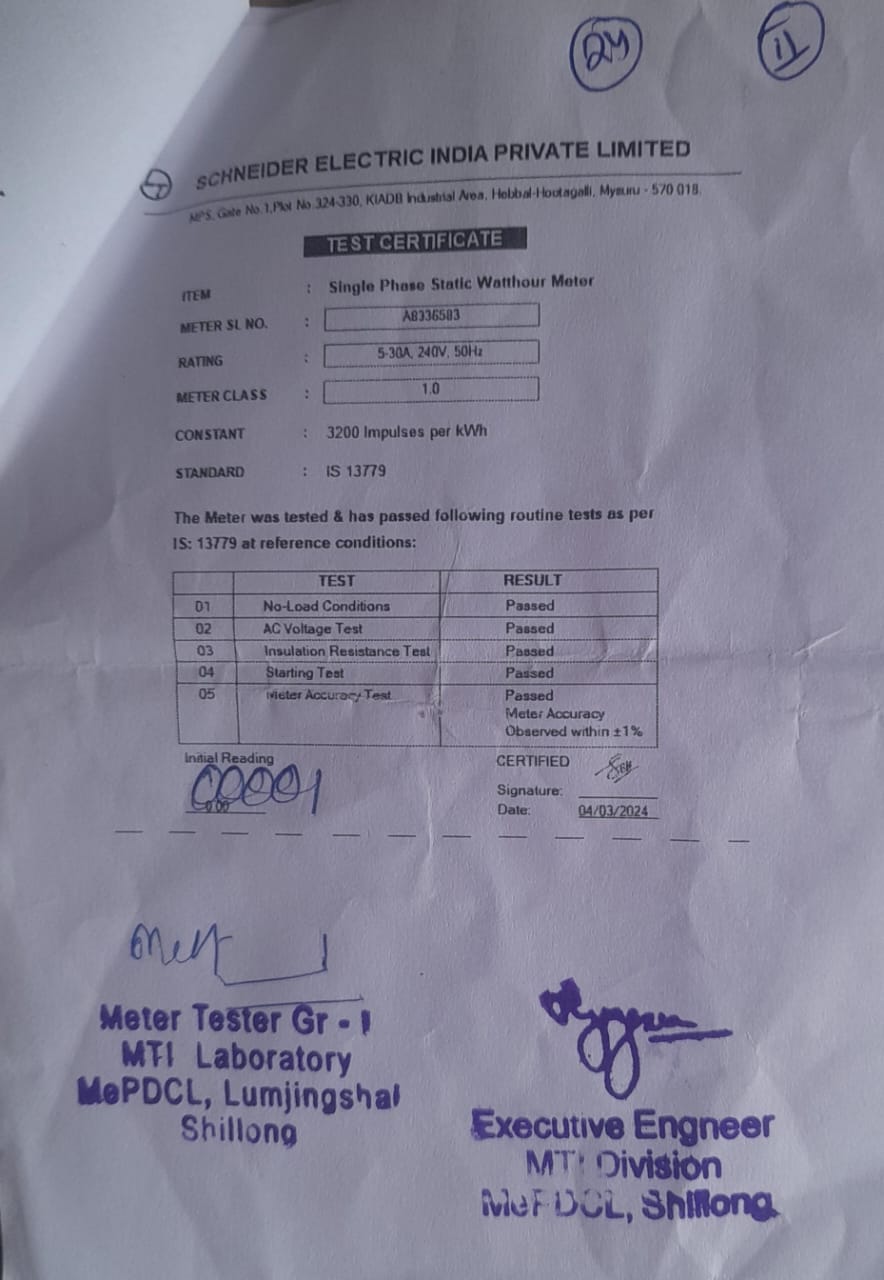 24
11
SCHNEIDER ELECTRIC INDIA PRIVATE LIMITED
MPS, Gate No.1,Plot No.324-330, KIADB Industrial Area, Hebbal-Hootagalli, Mysuru - 570 018.
TEST CERTIFICATE
ITEM : Single Phase Static Watthour Meter
METER SL NO. : A8336503
RATING : 5-30A, 240V, 50Hz
METER CLASS : 1.0
CONSTANT : 3200 Impulses per kWh
STANDARD : IS 13779
The Meter was tested & has passed following routine tests as per
IS: 13779 at reference conditions:
TEST RESULT
01 No-Load Conditions Passed
02 AC Voltage Test Passed
03 Insulation Resistance Test Passed
04 Starting Test Passed
05 Meter Accuracy Test Passed
Meter Accuracy
Observed within ±1%
Initial Reading CERTIFIED
00001
0.00
Signature:
Date: 04/03/2024
Meter Tester Gr - I
MTI Laboratory
MePDCL, Lumjingshai
Shillong
Executive Engneer
MTI Division
MePDCL, Shillong